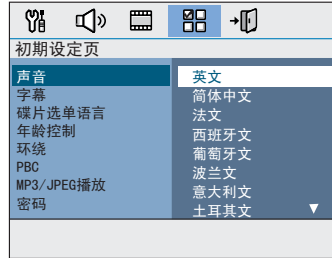 初期设定页
声音
字幕
碟片选单语言
年龄控制
环绕
PBC
MP3/JPEG播放
密码
英文
简体中文
法文
西班牙文
葡萄牙文
波兰文
意大利文
土耳其文